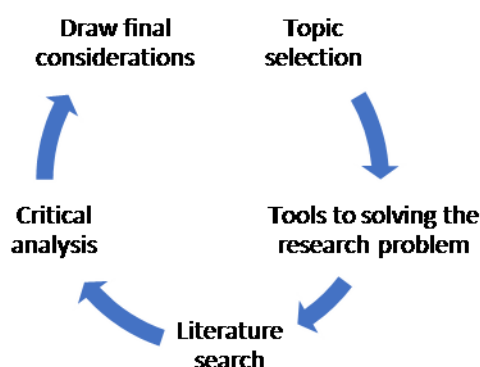 Draw final
considerations
Topic
selection
Tools to solving the
research problem
Literature
search
Critical
analysis